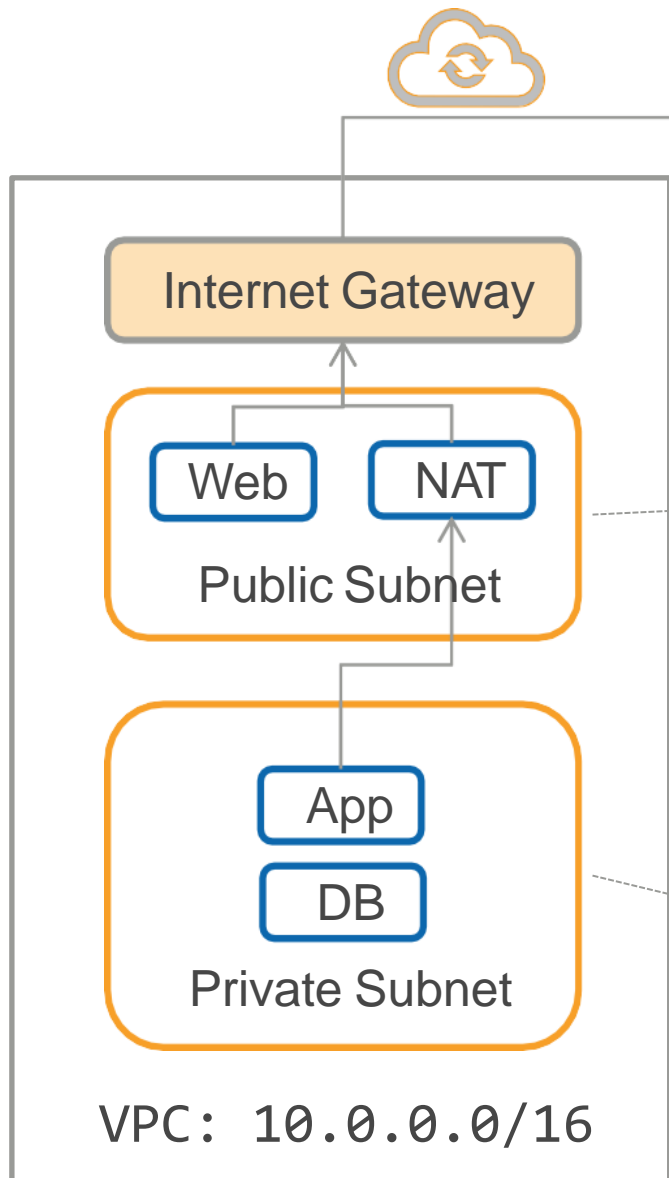 Internet Gateway
Web
NAT
Public Subnet
App
DB
Private Subnet
VPC: 10.0.0.0/16